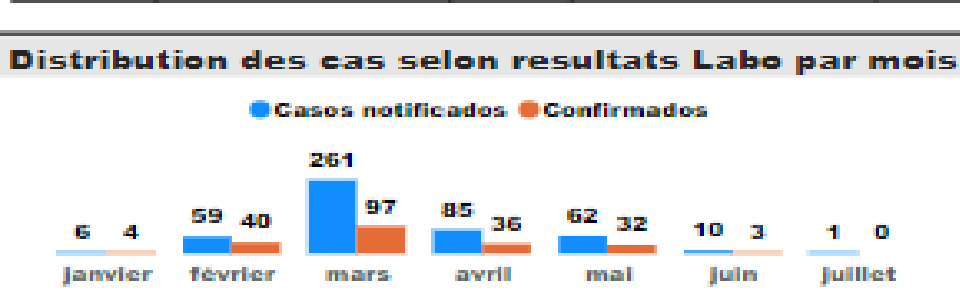 Distribution des cas selon resultats Labo par mois
Casos notificados Confirmados
261
97
59 40
85 36
62 32
6 4
10 3
1 0
janvier février mars avril mai juin juillet